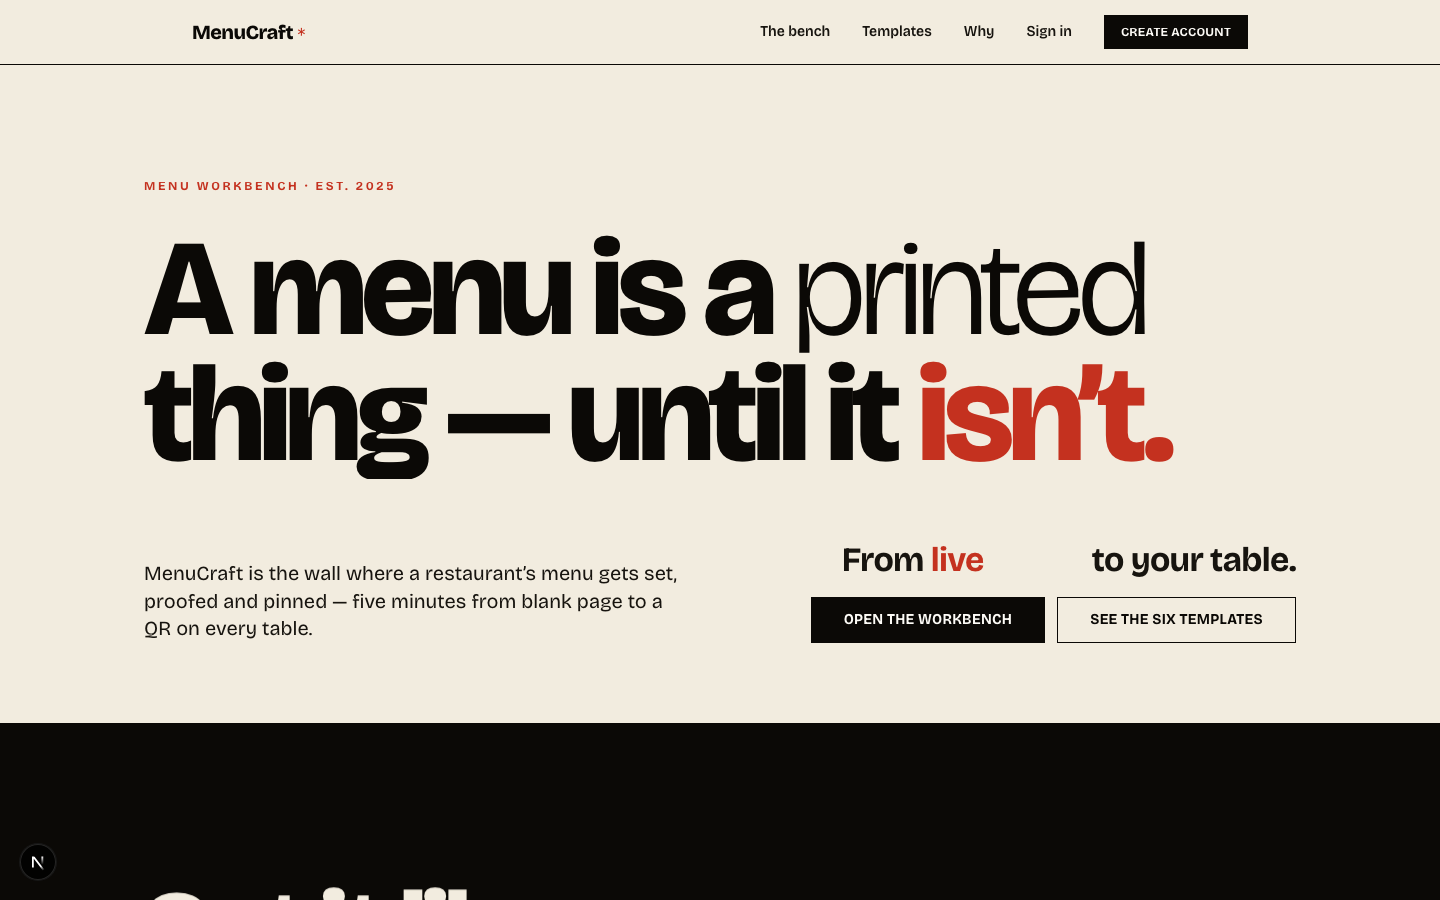 MenuCraft *
The bench Templates Why Sign in CREATE ACCOUNT
MENU WORKBENCH · EST. 2025
A menu is a printed
thing — until it isn’t.
MenuCraft is the wall where a restaurant’s menu gets set,
proofed and pinned — five minutes from blank page to a
QR on every table.
From live to your table.
OPEN THE WORKBENCH
SEE THE SIX TEMPLATES
N